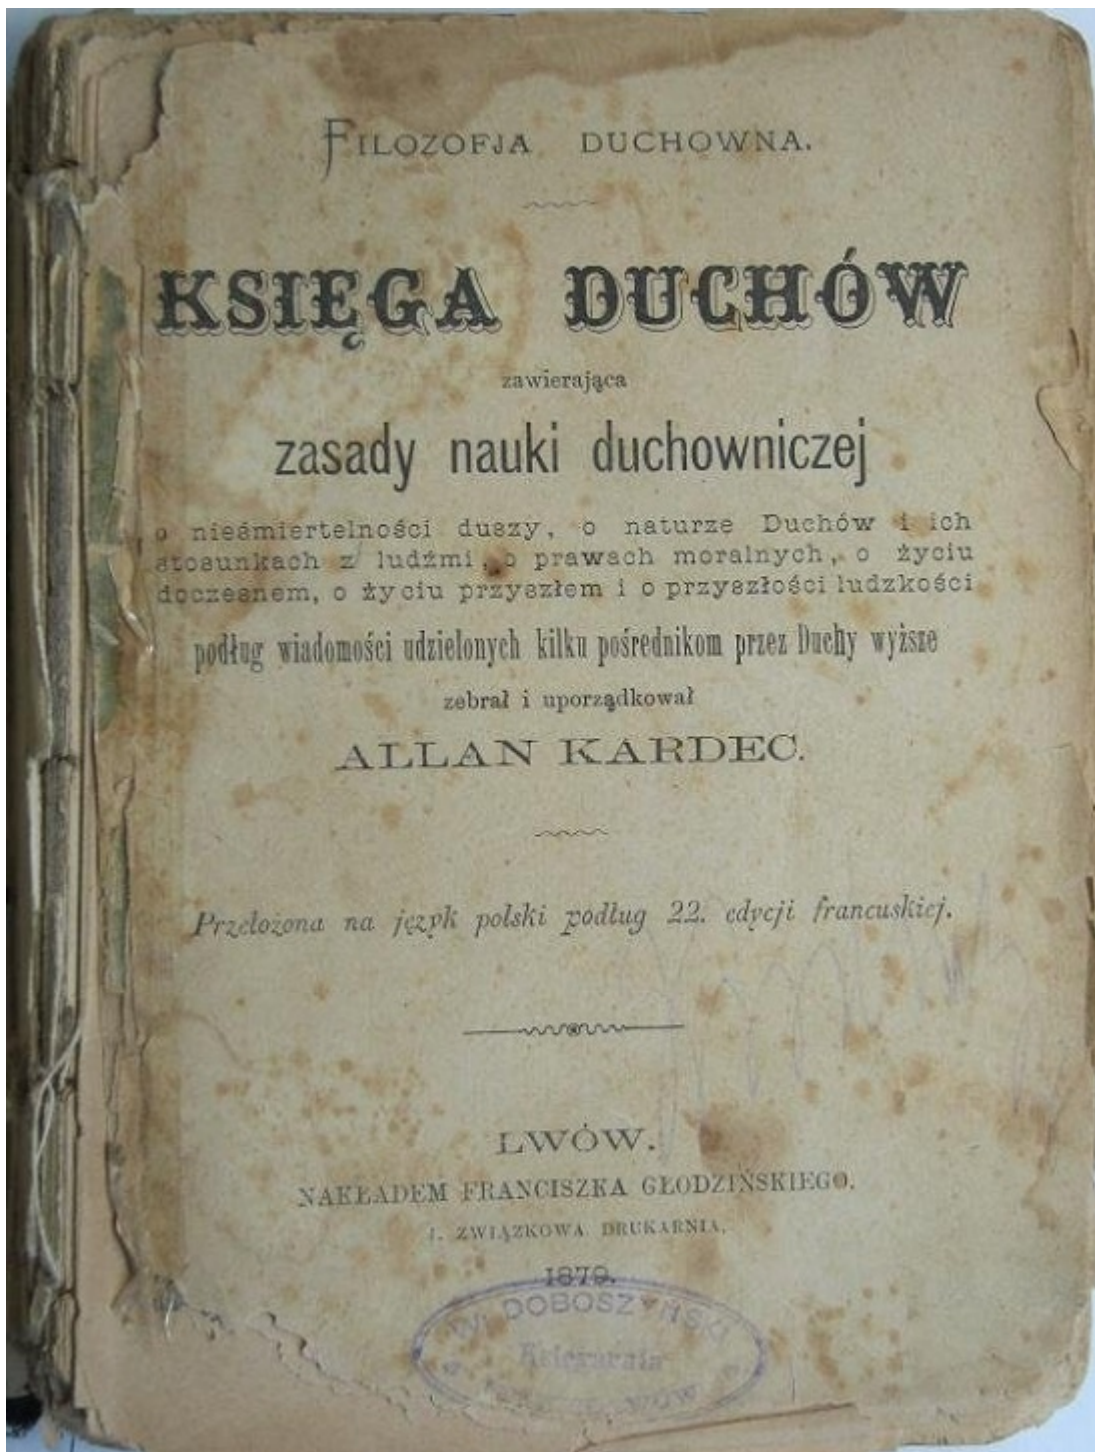 FILOZOFJA DUCHOWNA.
KSIĘGA DUCHÓW
zawierająca
zasady nauki duchowniczej
o nieśmiertelności duszy, o naturze Duchów i ich
stosunkach z ludźmi, o prawach moralnych, o życiu
doczesnem, o życiu przyszłem i o przyszłości ludzkości
podług wiadomości udzielonych kilku pośrednikom przez Duchy wyższe
zebrał i uporządkował
ALLAN KARDEC.
Przełożona na język polski podług 22. edycji francuskiej.
LWÓW.
NAKŁADEM FRANCISZKA GŁODZIŃSKIEGO.
I. ZWIĄZKOWA DRUKARNIA.
1879.
W. DOBOSZYŃSKI
Księgarnia
LWÓW